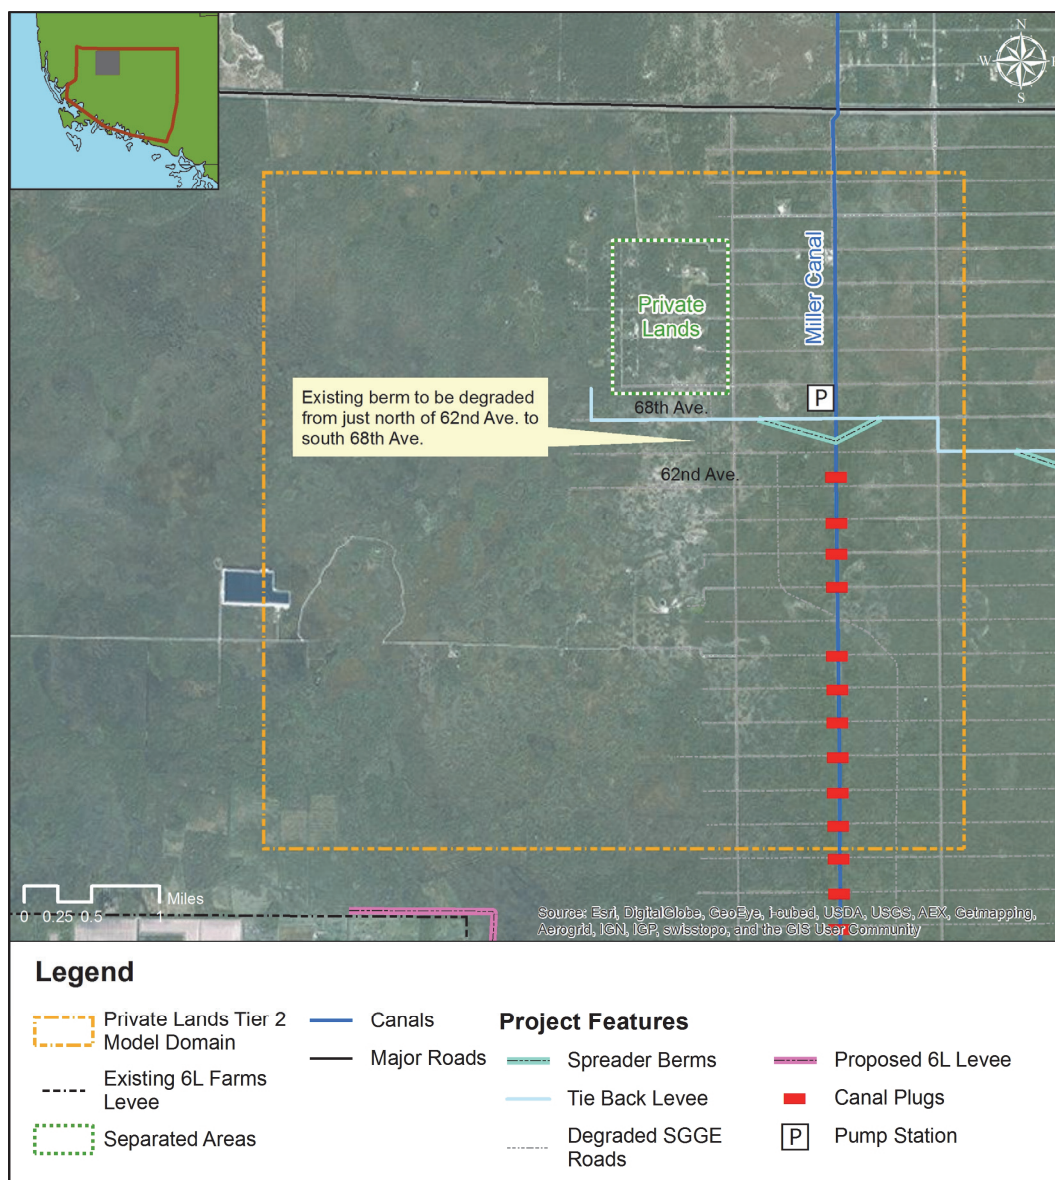 N
W
S
Miller Canal
Private
Lands
P
Existing berm to be degraded
from just north of 62nd Ave. to
south 68th Ave.
68th Ave.
62nd Ave.
Miles
0 0.25 0.5 1
Source: Esri, DigitalGlobe, GeoEye, i-cubed, USDA, USGS, AEX, Getmapping,
Aerogrid, IGN, IGP, swisstopo, and the GIS User Community
Legend
Private Lands Tier 2
Model Domain
Existing 6L Farms
Levee
Separated Areas
Canals
Major Roads
Project Features
Spreader Berms
Tie Back Levee
Degraded SGGE
Roads
Proposed 6L Levee
Canal Plugs
P Pump Station